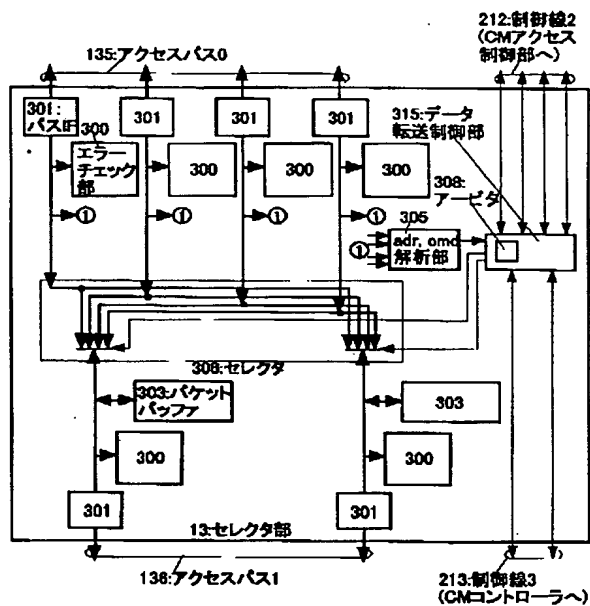 212:制御線2
(CMアクセス
制御部へ)
135:アクセスパス0
301:
パスIF
301
301
301
315:データ
転送制御部
300
エラー
チェック
部
300
300
300
308:
アービタ
305
①
①
①
①
①
adr, cmd
解析部
306:セレクタ
303:パケット
バッファ
303
300
300
301
301
13:セレクタ部
136:アクセスパス1
213:制御線3
(CMコントローラへ)